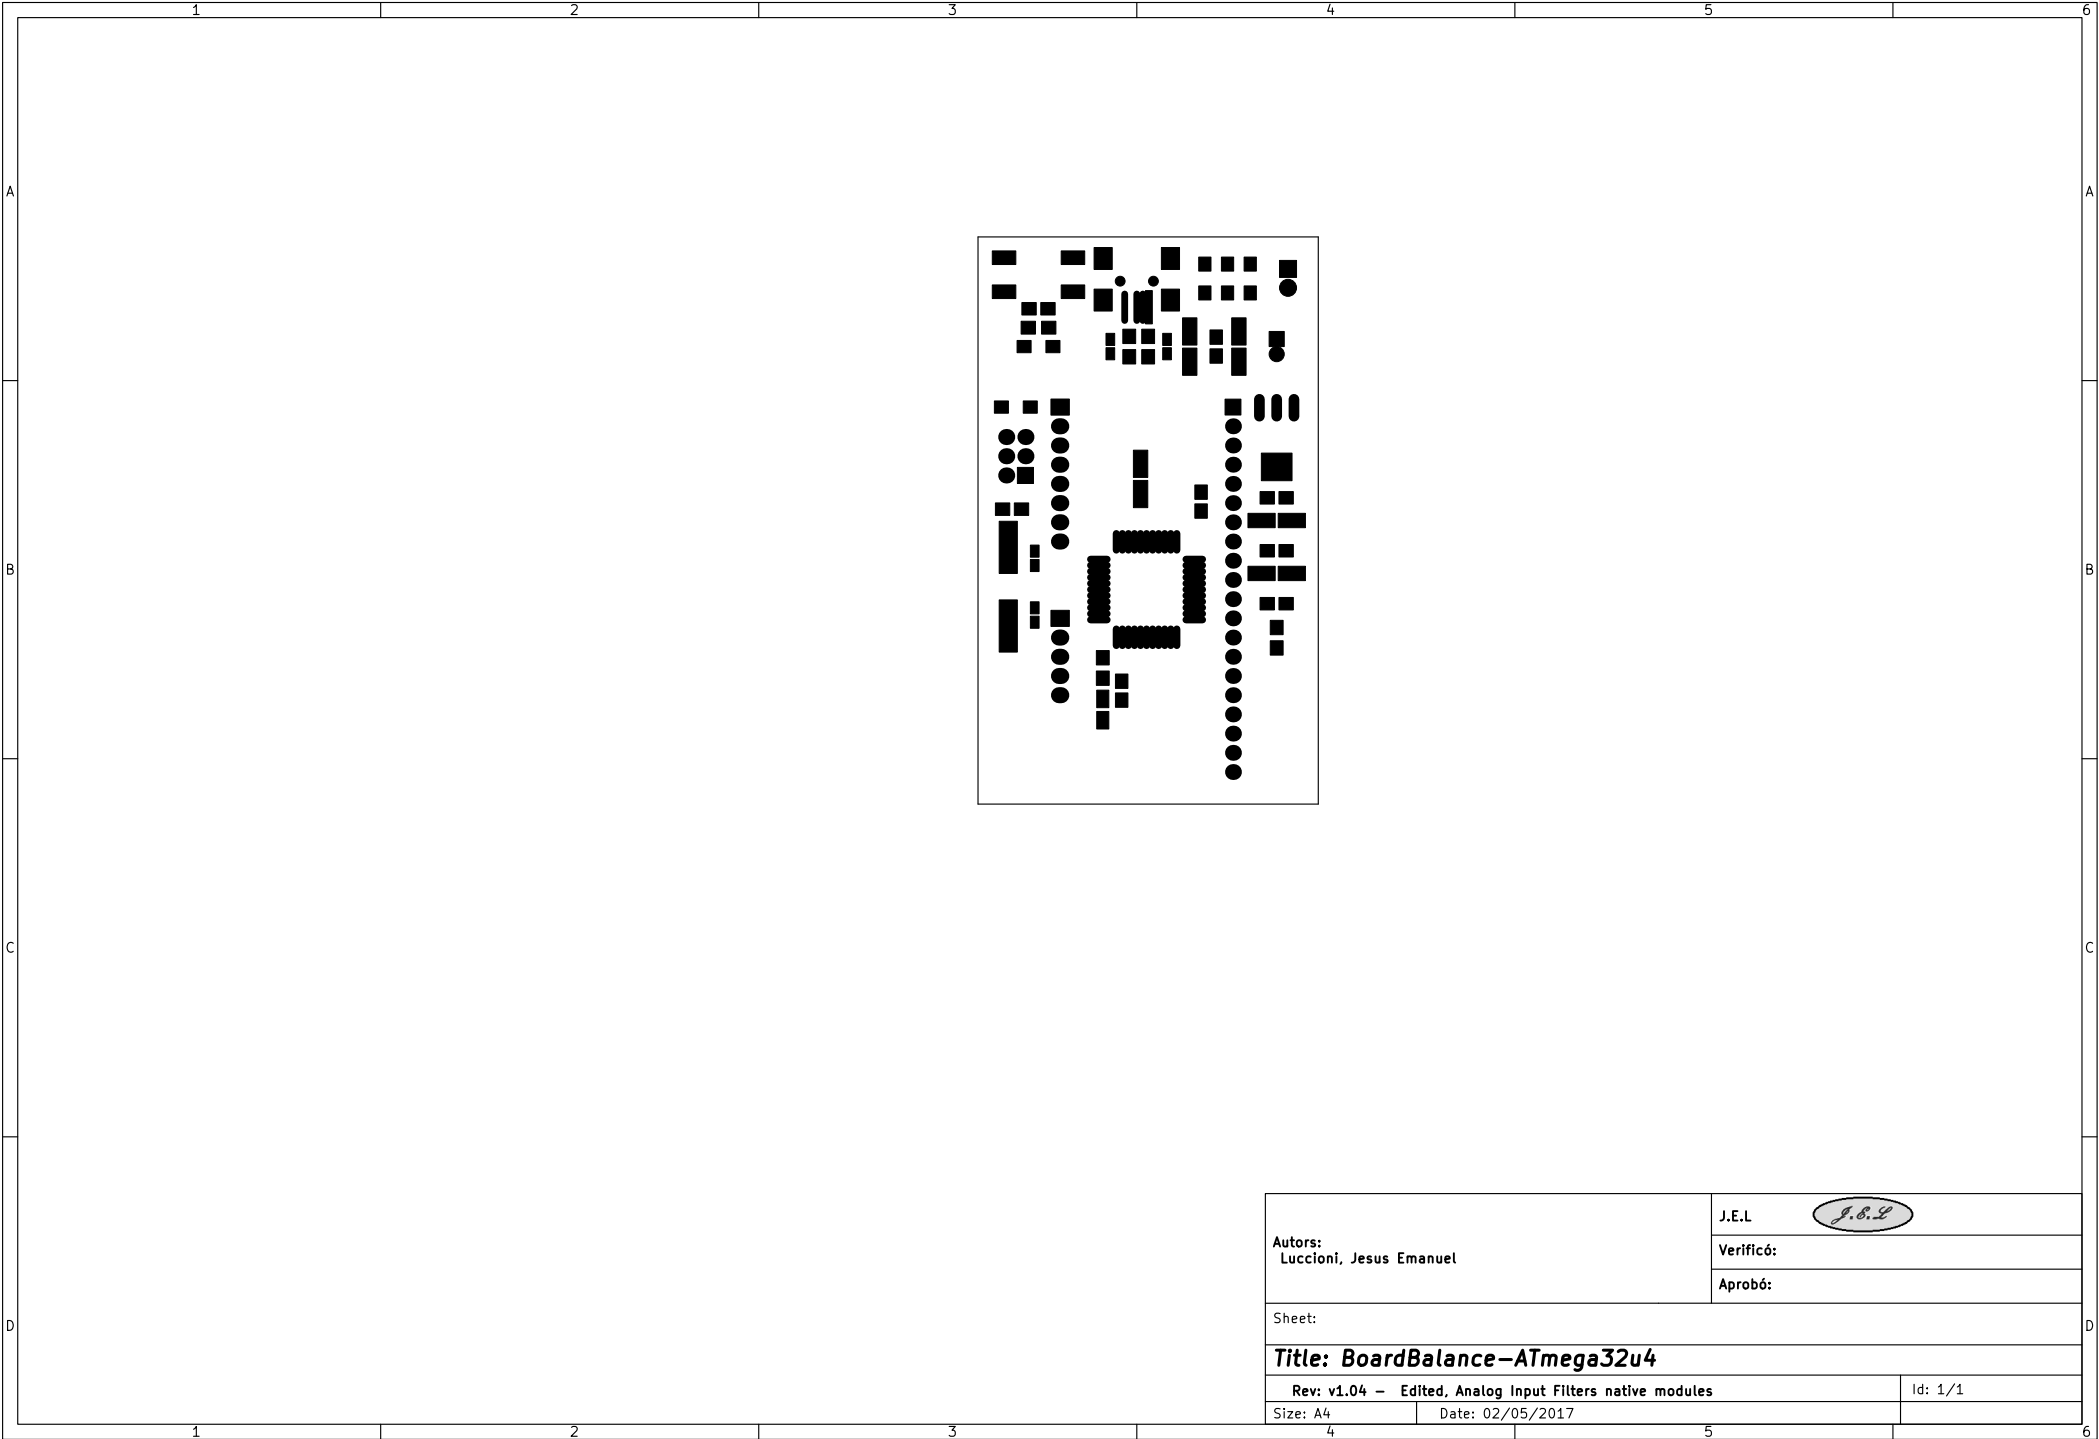 1 2 3 4 5 6
A A
B B
C C
D D
Autors:
Luccioni, Jesus Emanuel
J.E.L J.E.L
Verificó:
Aprobó:
Sheet:
Title: BoardBalance-ATmega32u4
Rev: v1.04 - Edited, Analog Input Filters native modules
Id: 1/1
Size: A4
Date: 02/05/2017
1 2 3 4 5 6